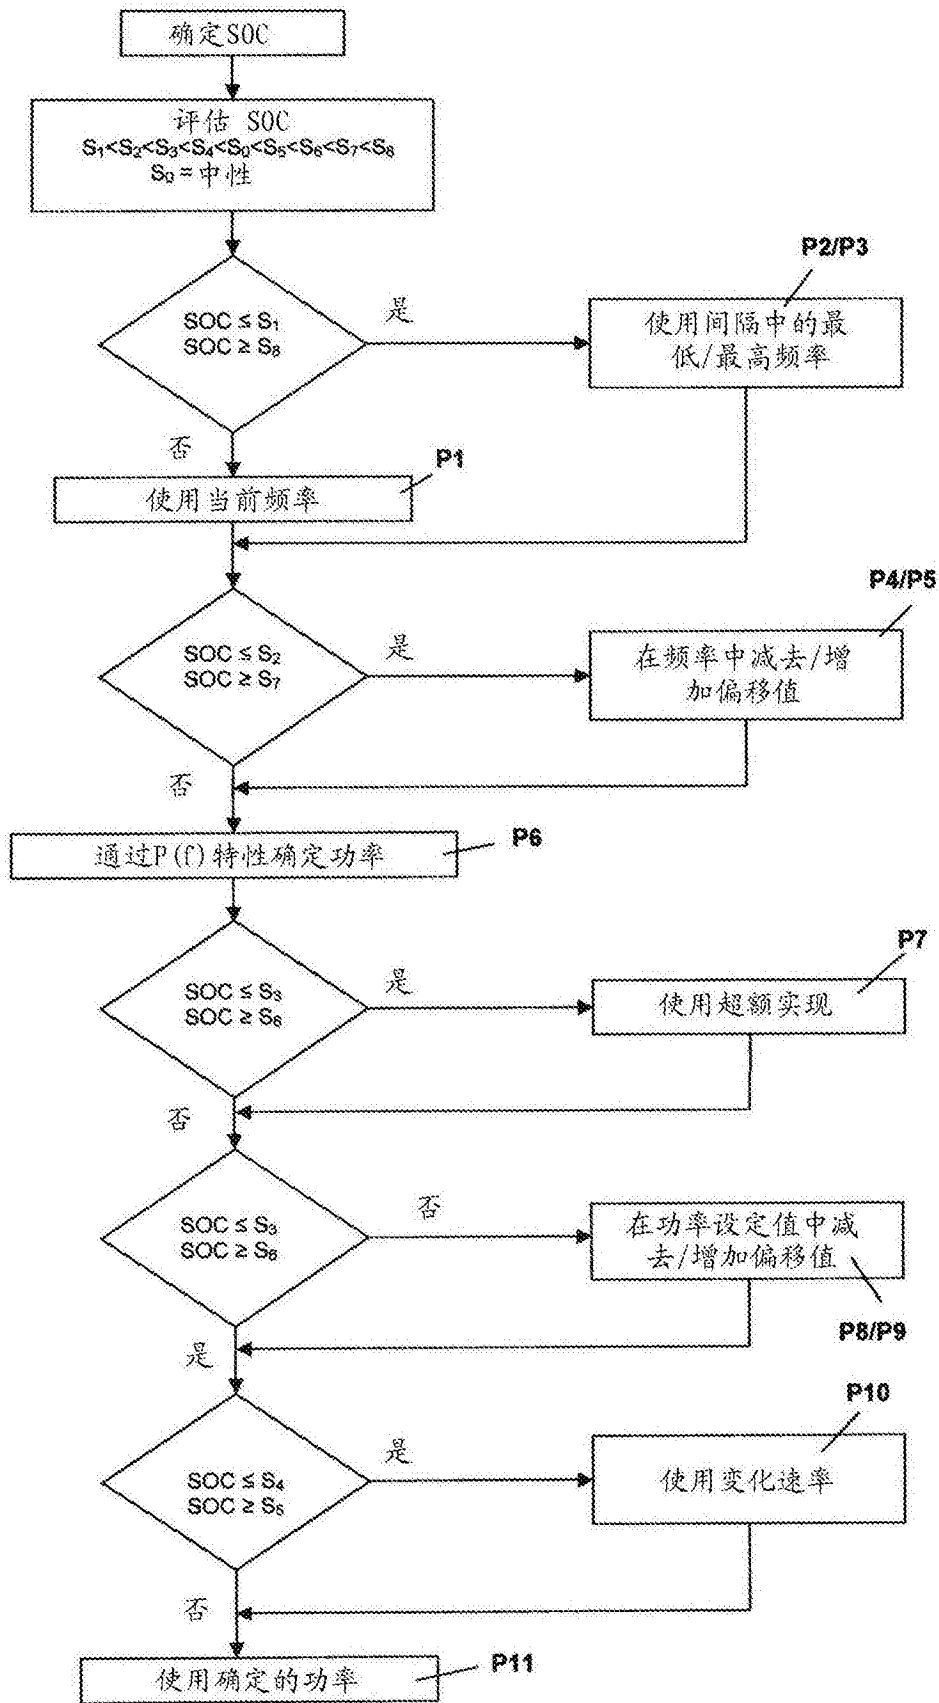 确定SOC
评估 SOC
S₁<S₂<S₃<S₄<S₀<S₅<S₆<S₇<S₈
S₀ = 中性
SOC ≤ S₁
SOC ≥ S₈
是
P2/P3
使用间隔中的最
低/最高频率
否
P1
使用当前频率
SOC ≤ S₂
SOC ≥ S₇
是
P4/P5
在频率中减去/增
加偏移值
否
通过P(f)特性确定功率
P6
SOC ≤ S₃
SOC ≥ S₆
是
P7
使用超额实现
否
SOC ≤ S₃
SOC ≥ S₆
否
在功率设定值中减
去/增加偏移值
P8/P9
是
SOC ≤ S₄
SOC ≥ S₅
是
P10
使用变化速率
否
使用确定的功率
P11